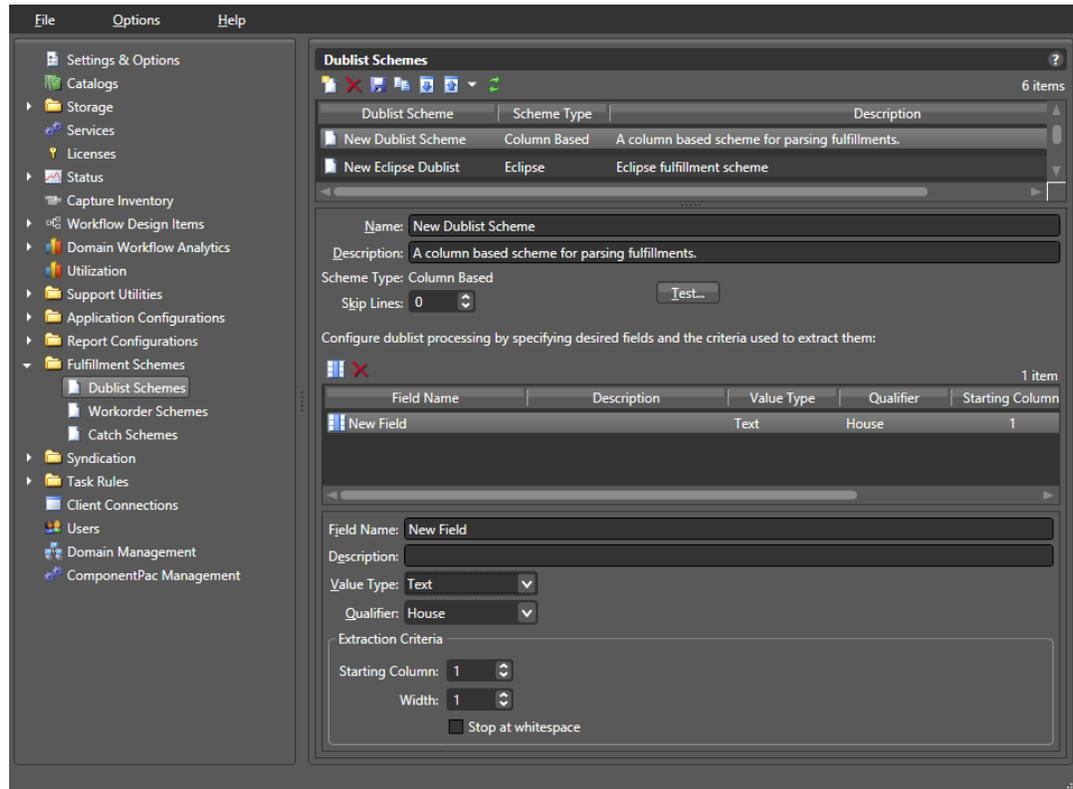 File Options Help
Settings & Options
Catalogs
Storage
Services
Licenses
Status
Capture Inventory
Workflow Design Items
Domain Workflow Analytics
Utilization
Support Utilities
Application Configurations
Report Configurations
Fulfillment Schemes
Dublist Schemes
Workorder Schemes
Catch Schemes
Syndication
Task Rules
Client Connections
Users
Domain Management
ComponentPac Management
Dublist Schemes ?
6 items
Dublist Scheme Scheme Type Description
New Dublist Scheme Column Based A column based scheme for parsing fulfillments.
New Eclipse Dublist Eclipse Eclipse fulfillment scheme
Name: New Dublist Scheme
Description: A column based scheme for parsing fulfillments.
Scheme Type: Column Based
Skip Lines: 0 Test...
Configure dublist processing by specifying desired fields and the criteria used to extract them:
1 item
Field Name Description Value Type Qualifier Starting Column
New Field Text House 1
Field Name: New Field
Description:
Value Type: Text
Qualifier: House
Extraction Criteria
Starting Column: 1
Width: 1
Stop at whitespace